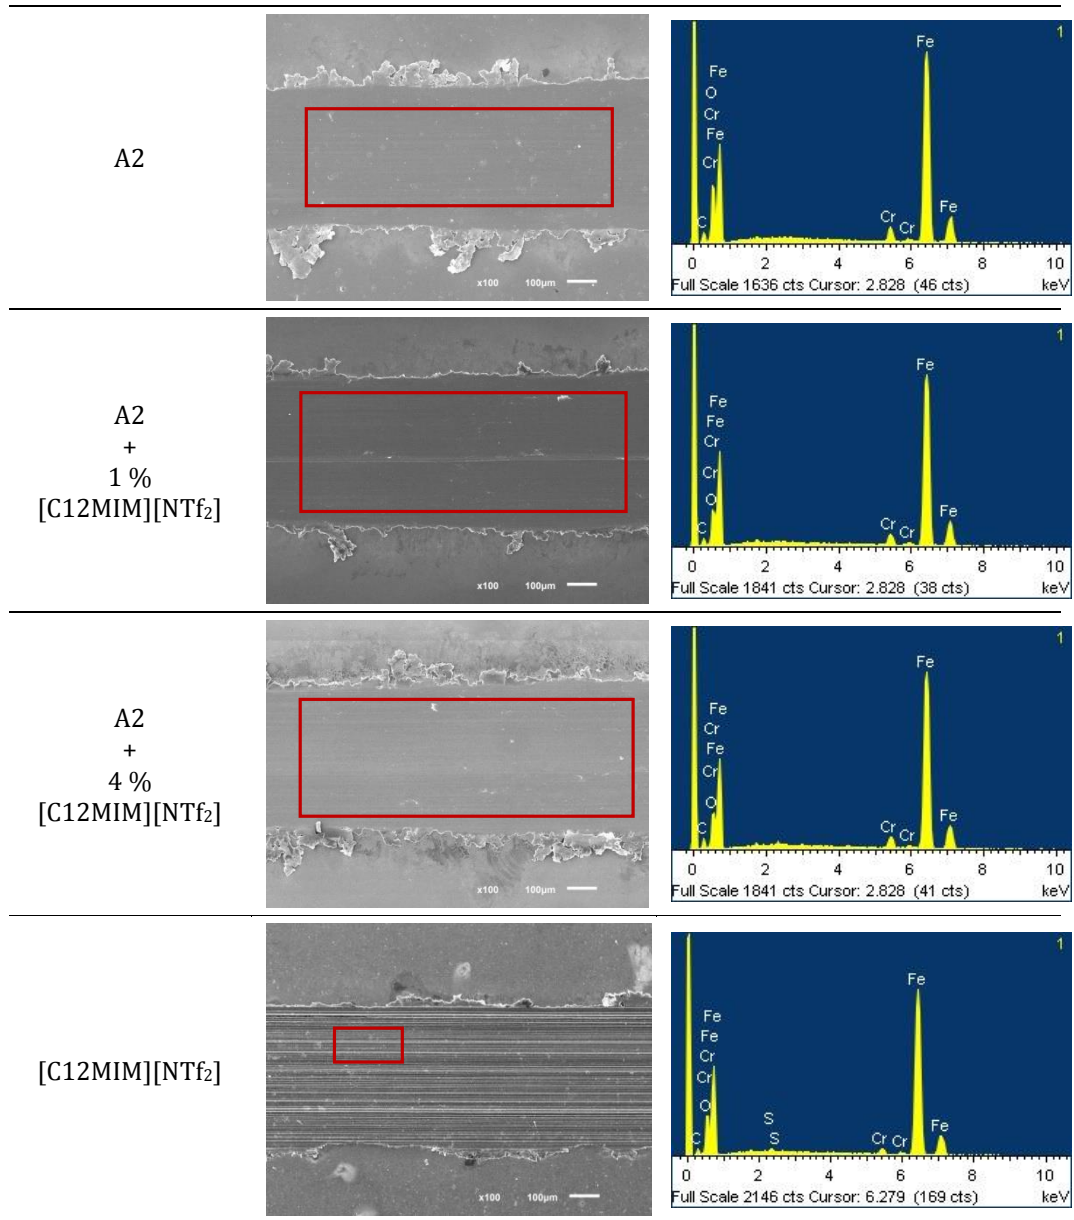 A2
x100 100µm
1
Fe
Fe
O
Cr
Fe
Cr
C
Cr
Cr
Fe
0 2 4 6 8 10
Full Scale 1636 cts Cursor: 2.828 (46 cts) keV
A2
+
1 %
[C12MIM][NTf₂]
x100 100µm
1
Fe
Fe
Fe
Cr
Cr
O
C
Cr
Cr
Fe
0 2 4 6 8 10
Full Scale 1841 cts Cursor: 2.828 (38 cts) keV
A2
+
4 %
[C12MIM][NTf₂]
x100 100µm
1
Fe
Fe
Cr
Fe
Cr
O
C
Cr
Cr
Fe
0 2 4 6 8 10
Full Scale 1841 cts Cursor: 2.828 (41 cts) keV
[C12MIM][NTf₂]
x100 100µm
1
Fe
Fe
Fe
Cr
Cr
O
C
S
S
Cr
Cr
Fe
0 2 4 6 8 10
Full Scale 2146 cts Cursor: 6.279 (169 cts) keV